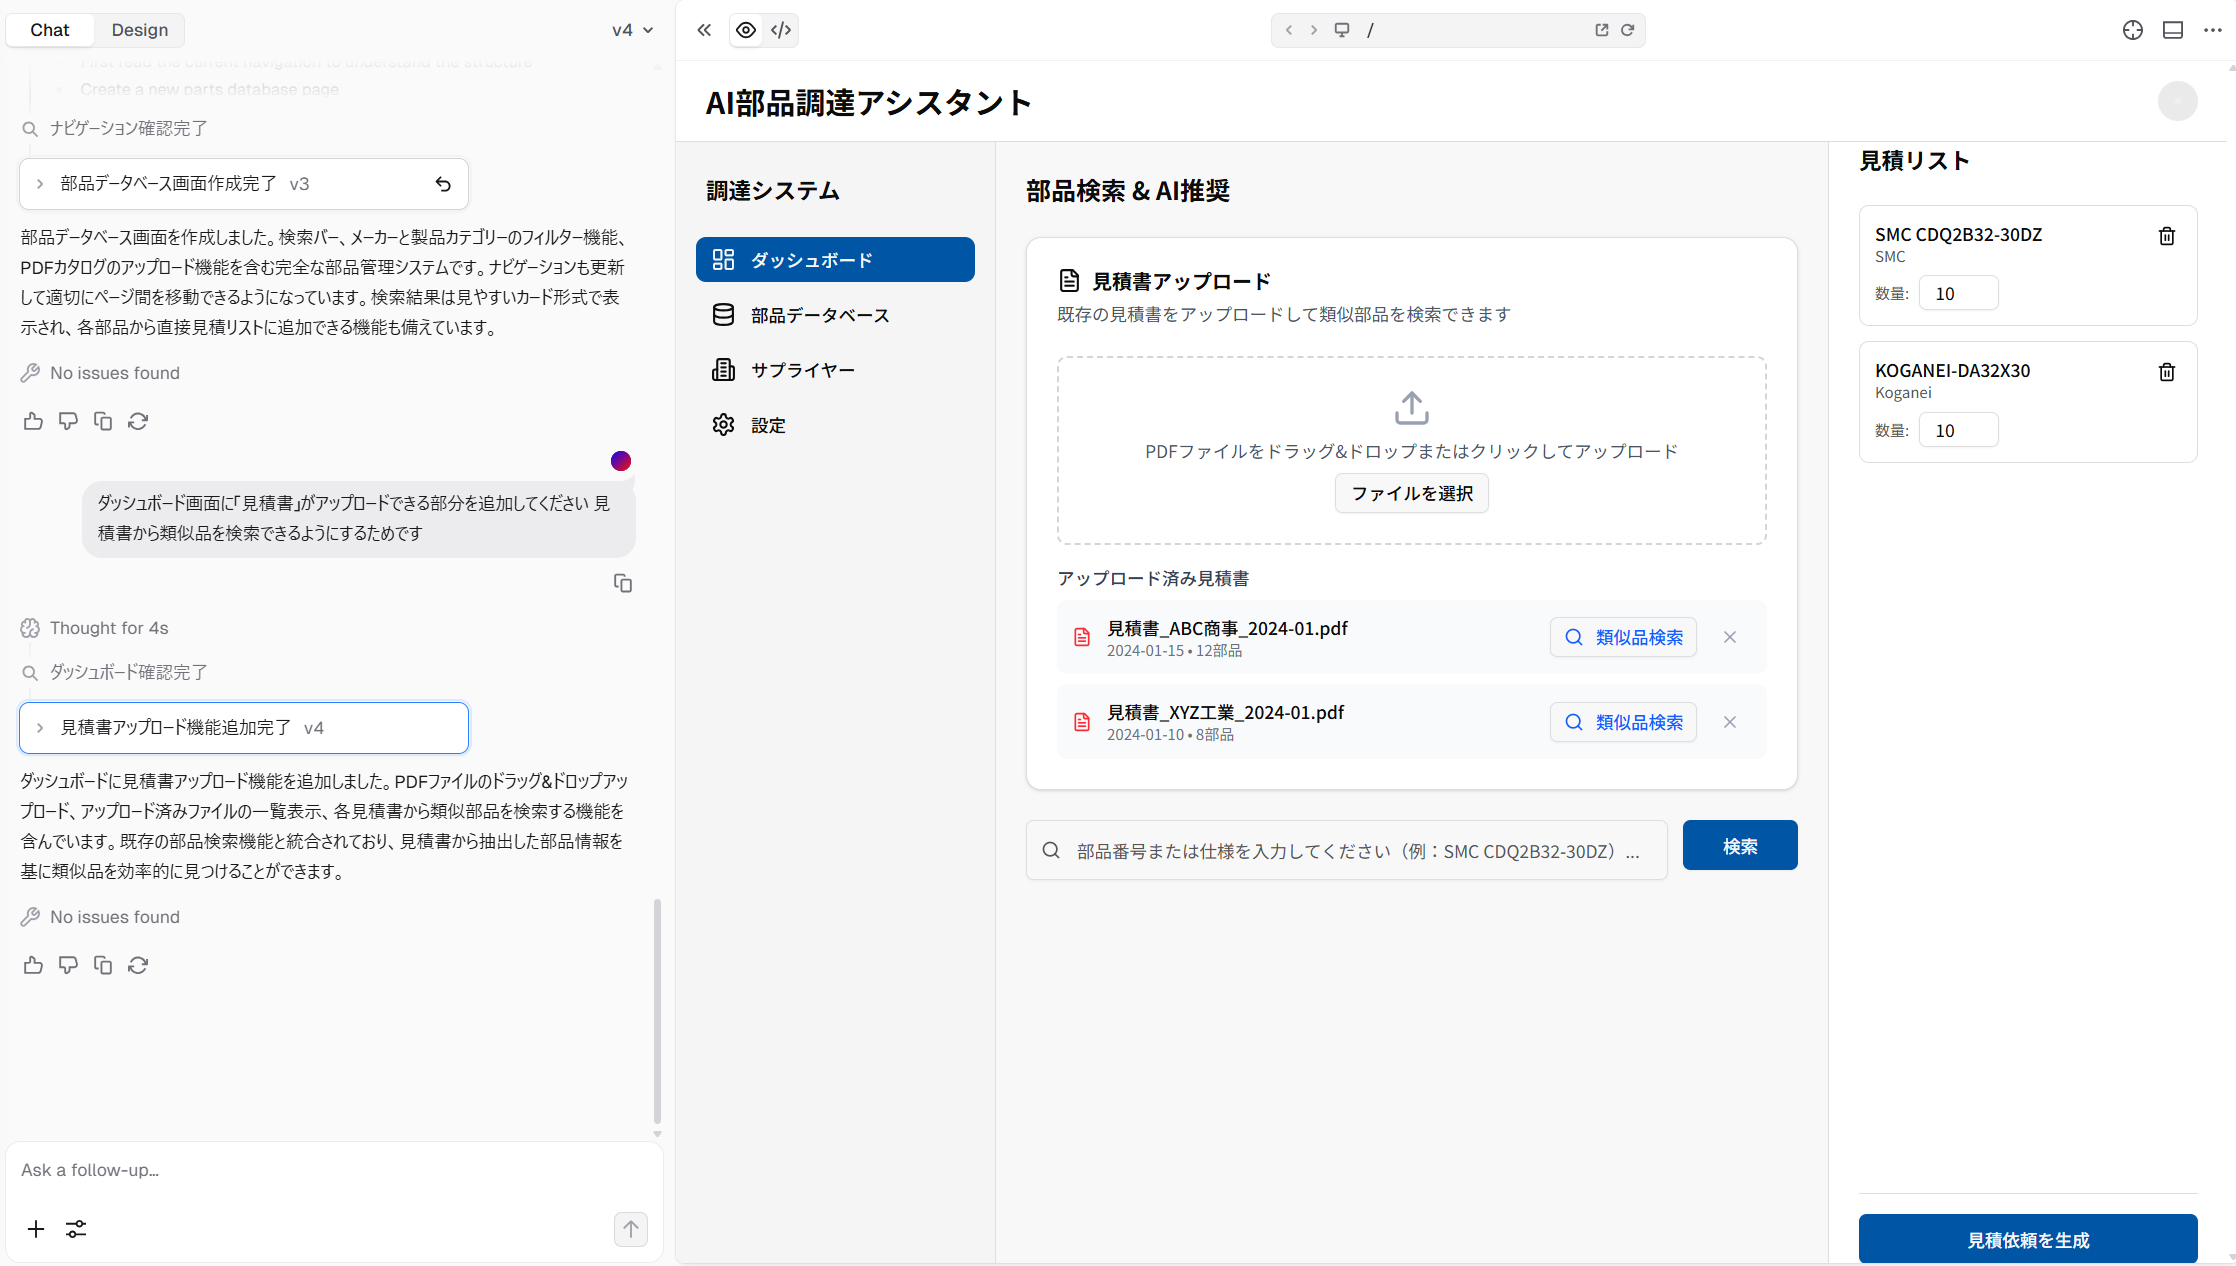 Chat
Design
v4
First read the current navigation to understand the structure
Create a new parts database page
ナビゲーション確認完了
部品データベース画面作成完了 v3
部品データベース画面を作成しました。検索バー、メーカーと製品カテゴリーのフィルター機能、
PDFカタログのアップロード機能を含む完全な部品管理システムです。ナビゲーションも更新
して適切にページ間を移動できるようになっています。検索結果は見やすいカード形式で表
示され、各部品から直接見積リストに追加できる機能も備えています。
No issues found
ダッシュボード画面に「見積書」がアップロードできる部分を追加してください 見
積書から類似品を検索できるようにするためです
Thought for 4s
ダッシュボード確認完了
見積書アップロード機能追加完了 v4
ダッシュボードに見積書アップロード機能を追加しました。PDFファイルのドラッグ&ドロップアッ
プロード、アップロード済みファイルの一覧表示、各見積書から類似部品を検索する機能を
含んでいます。既存の部品検索機能と統合されており、見積書から抽出した部品情報を
基に類似品を効率的に見つけることができます。
No issues found
Ask a follow-up...
/
AI部品調達アシスタント
調達システム
ダッシュボード
部品データベース
サプライヤー
設定
部品検索 & AI推奨
見積書アップロード
既存の見積書をアップロードして類似部品を検索できます
PDFファイルをドラッグ&ドロップまたはクリックしてアップロード
ファイルを選択
アップロード済み見積書
見積書_ABC商事_2024-01.pdf
2024-01-15 • 12部品
類似品検索
見積書_XYZ工業_2024-01.pdf
2024-01-10 • 8部品
類似品検索
部品番号または仕様を入力してください（例：SMC CDQ2B32-30DZ）...
検索
見積リスト
SMC CDQ2B32-30DZ
SMC
数量: 10
KOGANEI-DA32X30
Koganei
数量: 10
見積依頼を生成